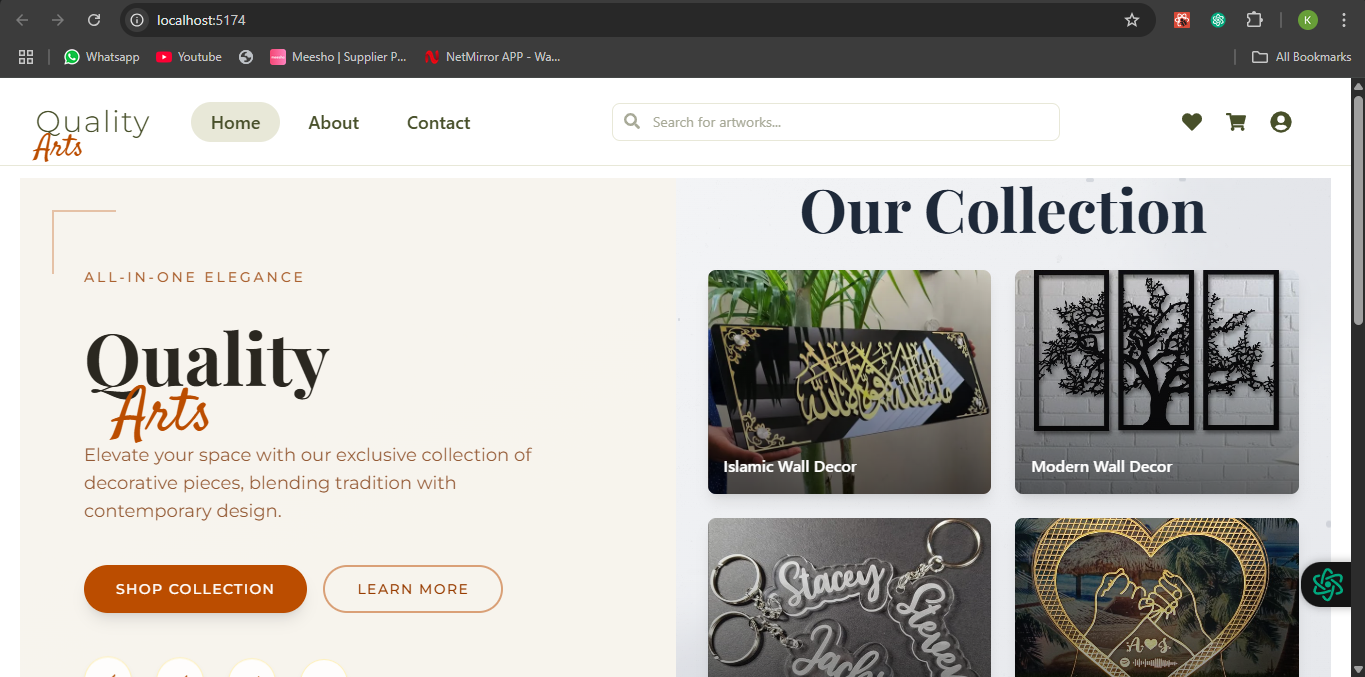 localhost:5174
K
Whatsapp
Youtube
Meesho | Supplier P...
NetMirror APP - Wa...
All Bookmarks
Quality
Arts
Home
About
Contact
Search for artworks...
ALL-IN-ONE ELEGANCE
Quality
Arts
Elevate your space with our exclusive collection of
decorative pieces, blending tradition with
contemporary design.
SHOP COLLECTION
LEARN MORE
Our Collection
Islamic Wall Decor
Modern Wall Decor
Stacey
Steven
Jack
A S.